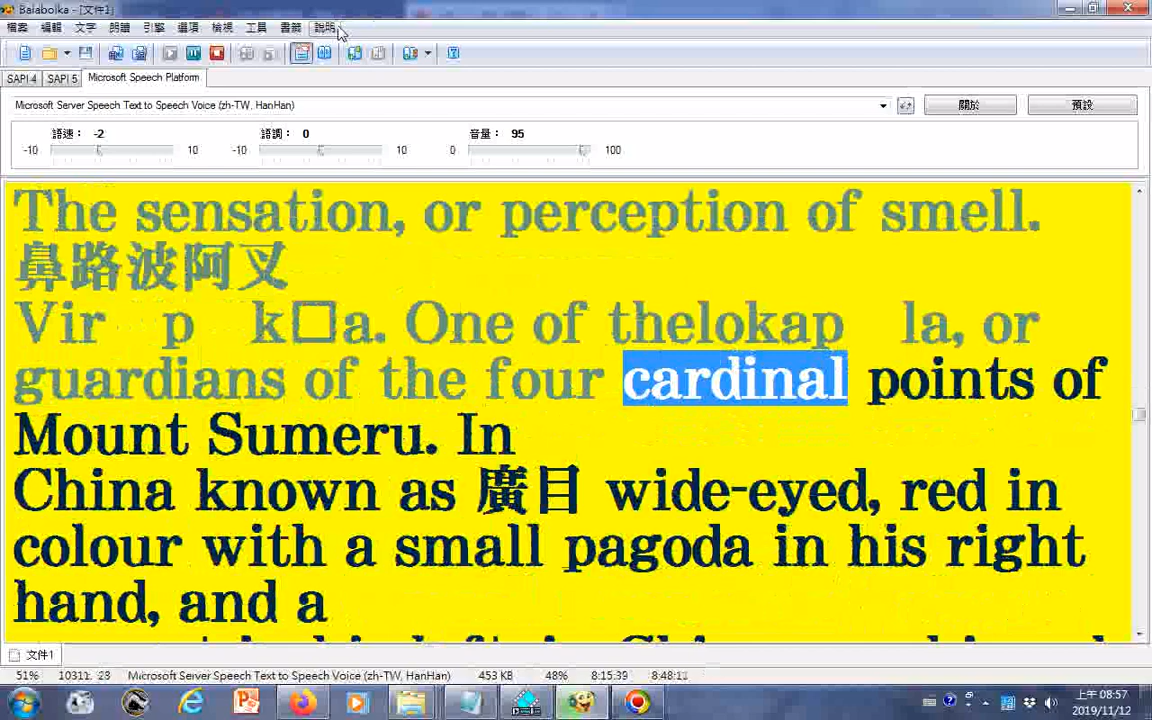 Balabolka - [文件1]
檔案 編輯 文字 朗讀 引擎 選項 檢視 工具 書籤 說明
SAPI 4 SAPI 5 Microsoft Speech Platform
Microsoft Server Speech Text to Speech Voice (zh-TW, HanHan) 關於 預設
語速： -2 語調： 0 音量： 95
-10 10 -10 10 0 100
The sensation, or perception of smell.
鼻路波阿叉
Vir p k□a. One of thelokap la, or
guardians of the four cardinal points of
Mount Sumeru. In
China known as 廣目 wide-eyed, red in
colour with a small pagoda in his right
hand, and a
文件1
51% 10311: 23 Microsoft Server Speech Text to Speech Voice (zh-TW, HanHan) 453 KB 48% 8:15:39 8:48:11
上午 08:57
2019/11/12